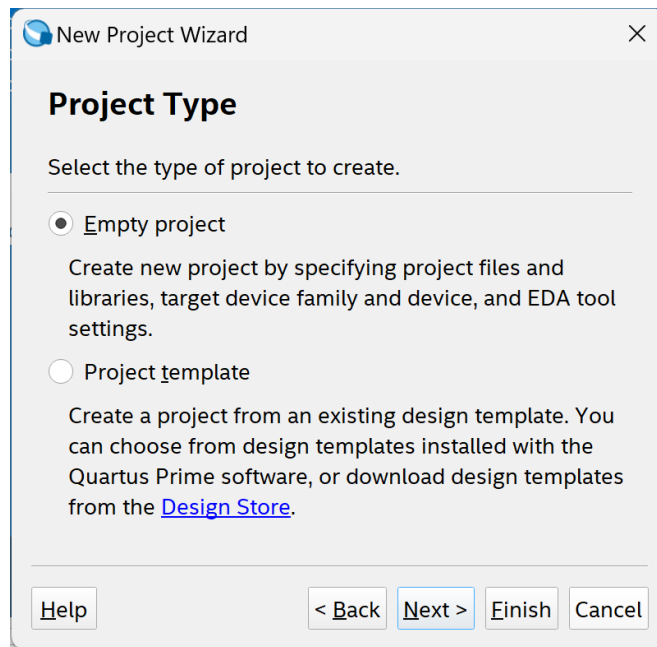 New Project Wizard
Project Type
Select the type of project to create.
Empty project
Create new project by specifying project files and
libraries, target device family and device, and EDA tool
settings.
Project template
Create a project from an existing design template. You
can choose from design templates installed with the
Quartus Prime software, or download design templates
from the Design Store.
Help < Back Next > Finish Cancel